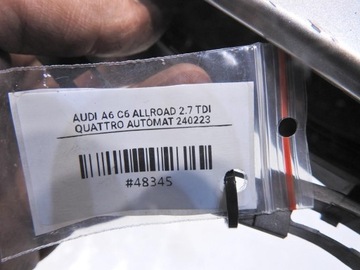 AUDI A6 C6 ALLROAD 2.7 TDI
QUATTRO AUTOMAT 240223
#48345